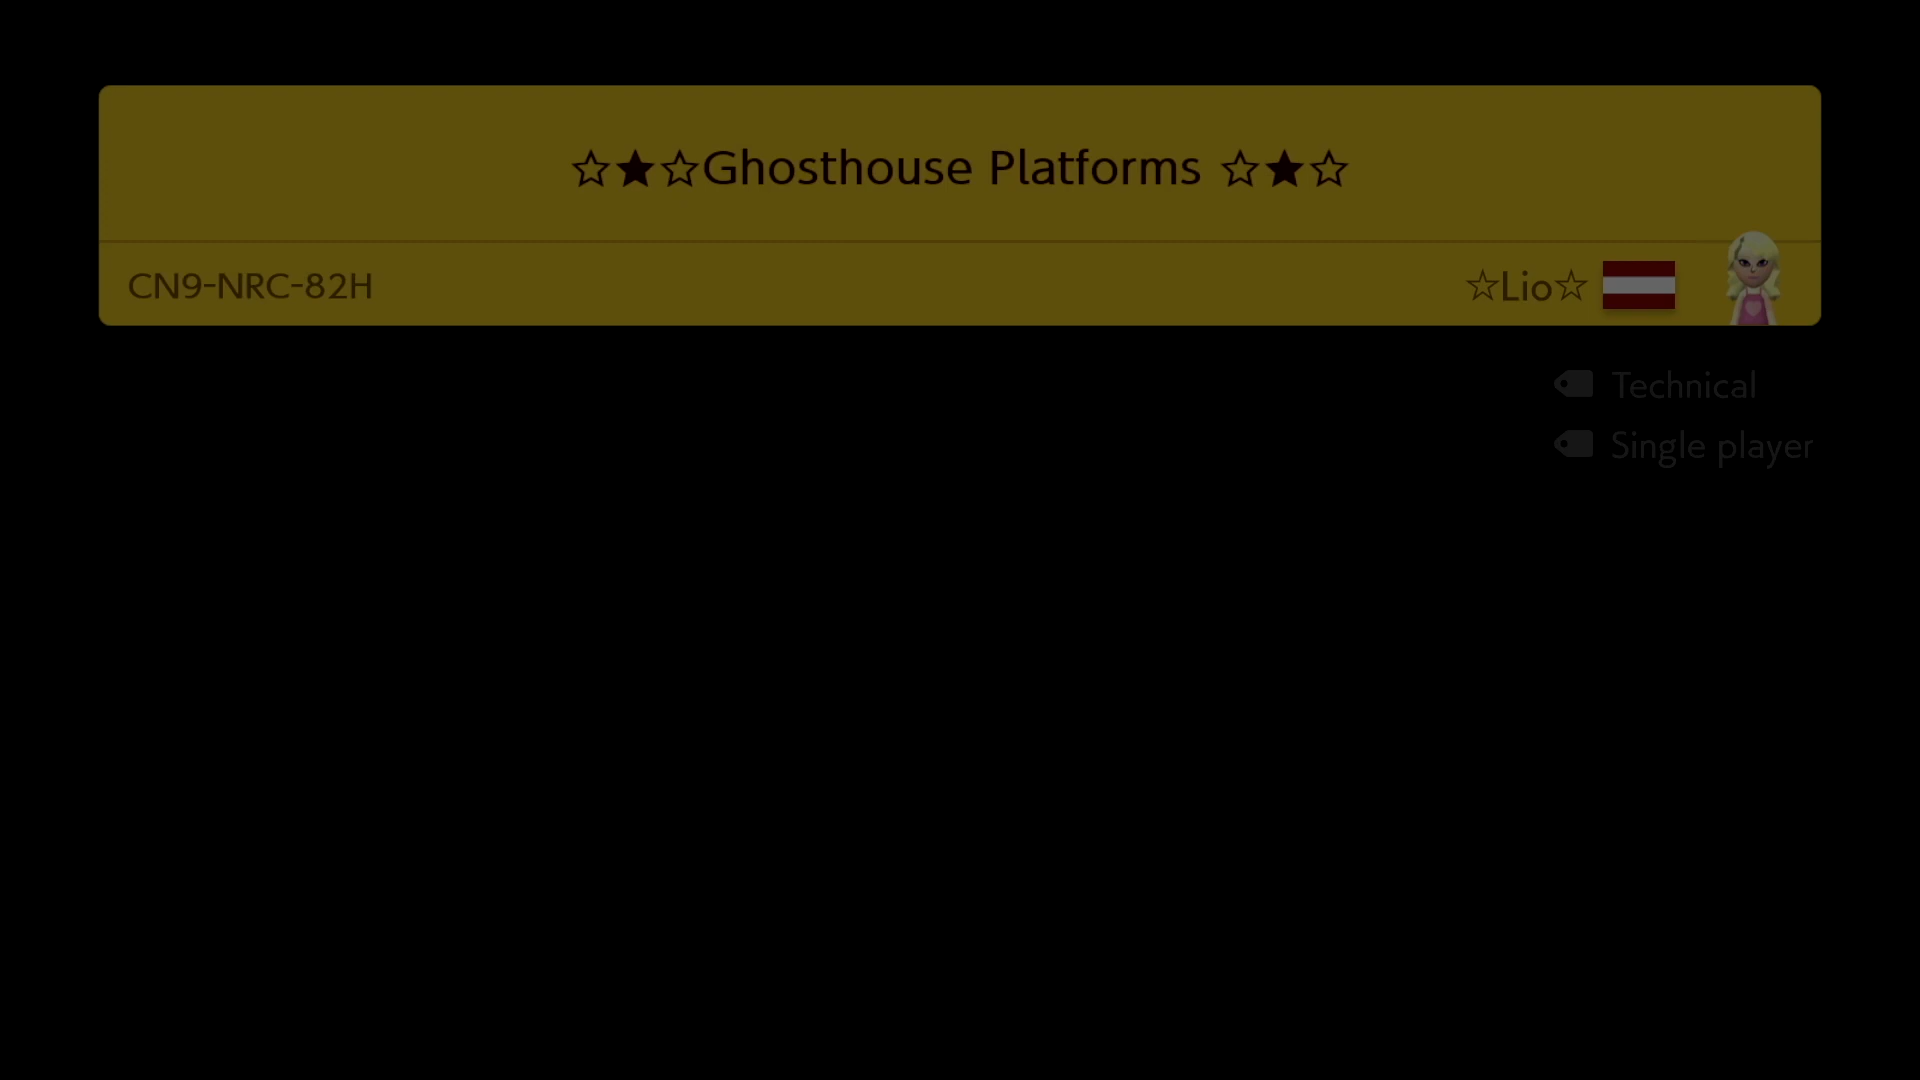 ☆★☆Ghosthouse Platforms ☆★☆
CN9-NRC-82H
☆Lio☆
Technical
Single player